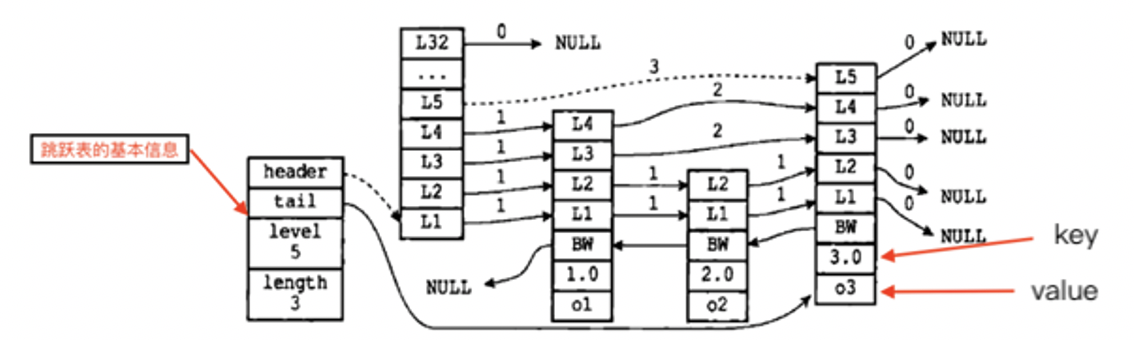 跳跃表的基本信息
header
tail
level
5
length
3
L32
...
L5
L4
L3
L2
L1
0
NULL
3
1
1
1
1
L4
L3
L2
L1
BW
1.0
o1
NULL
2
2
1
1
L2
L1
BW
2.0
o2
1
1
L5
L4
L3
L2
L1
BW
3.0
o3
0
NULL
0
NULL
0
NULL
0
NULL
0
NULL
key
value